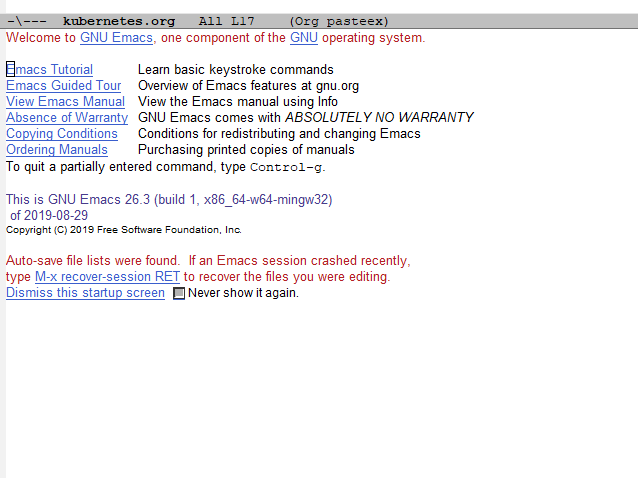 -\---  kubernetes.org   All L17    (Org pasteex)
Welcome to GNU Emacs, one component of the GNU operating system.
Emacs Tutorial Learn basic keystroke commands
Emacs Guided Tour Overview of Emacs features at gnu.org
View Emacs Manual View the Emacs manual using Info
Absence of Warranty GNU Emacs comes with ABSOLUTELY NO WARRANTY
Copying Conditions Conditions for redistributing and changing Emacs
Ordering Manuals Purchasing printed copies of manuals
To quit a partially entered command, type Control-g.
This is GNU Emacs 26.3 (build 1, x86_64-w64-mingw32)
of 2019-08-29
Copyright (C) 2019 Free Software Foundation, Inc.
Auto-save file lists were found.  If an Emacs session crashed recently,
type M-x recover-session RET to recover the files you were editing.
Dismiss this startup screen Never show it again.